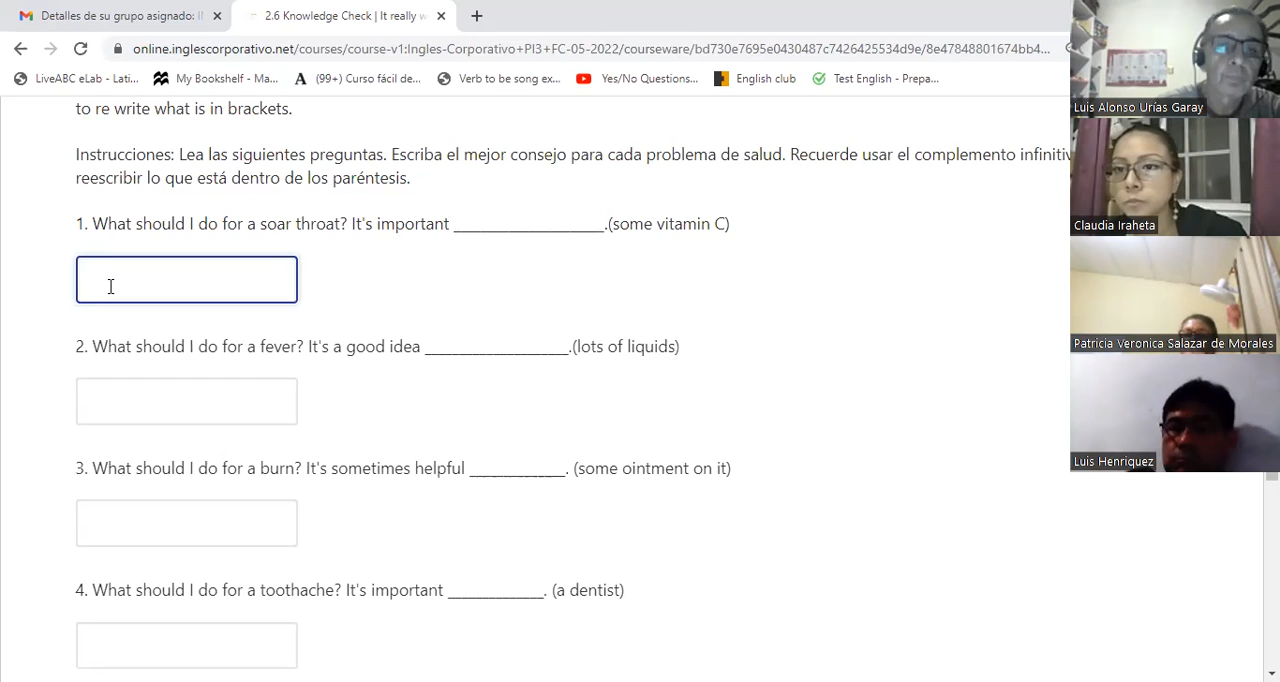 Detalles de su grupo asignado: I
2.6 Knowledge Check | It really w
online.inglescorporativo.net/courses/course-v1:Ingles-Corporativo+PI3+FC-05-2022/courseware/bd730e7695e0430487c7426425534d9e/8e47848801674bb4...
LiveABC eLab - Lati... My Bookshelf - Ma... (99+) Curso fácil de... Verb to be song ex... Yes/No Questions... English club Test English - Prepa...
to re write what is in brackets.
Instrucciones: Lea las siguientes preguntas. Escriba el mejor consejo para cada problema de salud. Recuerde usar el complemento infinitiv
reescribir lo que está dentro de los paréntesis.
1. What should I do for a soar throat? It's important _________________.(some vitamin C)
2. What should I do for a fever? It's a good idea ________________.(lots of liquids)
3. What should I do for a burn? It's sometimes helpful ___________. (some ointment on it)
4. What should I do for a toothache? It's important ___________. (a dentist)
Luis Alonso Urías Garay
Claudia Iraheta
Patricia Veronica Salazar de Morales
Luis Henriquez